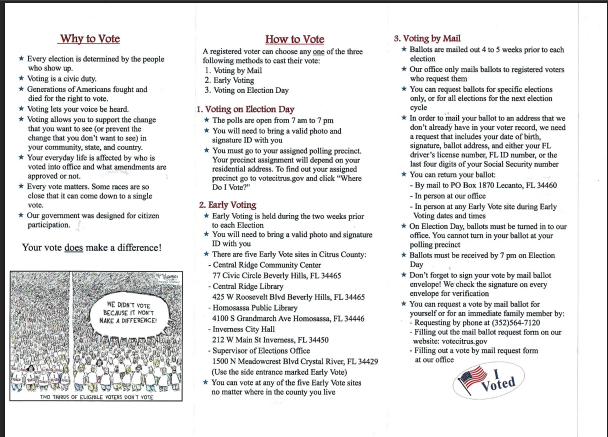 Why to Vote
Every election is determined by the people
who show up.
Voting is a civic duty.
Generations of Americans fought and
died for the right to vote.
Voting lets your voice be heard.
Voting allows you to support the change
that you want to see (or prevent
the change that you don't want to see) in
your community, state, and country.
Your everyday life is affected by who is
voted into office and what amendments are
approved or not.
Every vote matters. Some races are so
close that it can come down to a single
vote.
Our government was designed for citizen
participation.
Your vote does make a difference!
WE DIDN'T VOTE
BECAUSE IT WON'T
MAKE A DIFFERENCE!
TWO THIRDS OF ELIGIBLE VOTERS DON'T VOTE
How to Vote
A registered voter can choose any one of the three
following methods to cast their vote:
1. Voting by Mail
2. Early Voting
3. Voting on Election Day
1. Voting on Election Day
The polls are open from 7 am to 7 pm
You will need to bring a valid photo and
signature ID with you
You must go to your assigned polling precinct.
Your precinct assignment will depend on your
residential address. To find out your assigned
precinct go to votecitrus.gov and click "Where
Do I Vote?"
2. Early Voting
Early Voting is held during the two weeks prior
to each Election
You will need to bring a valid photo and signature
ID with you
There are five Early Vote sites in Citrus County:
- Central Ridge Community Center
77 Civic Circle Beverly Hills, FL 34465
- Central Ridge Library
425 W Roosevelt Blvd Beverly Hills, FL 34465
- Homosassa Public Library
4100 S Grandmarch Ave Homosassa, FL 34446
- Inverness City Hall
212 W Main St Inverness, FL 34450
- Supervisor of Elections Office
1500 N Meadowcrest Blvd Crystal River, FL 34429
(Use the side entrance marked Early Vote)
You can vote at any of the five Early Vote sites
no matter where in the county you live
3. Voting by Mail
Ballots are mailed out 4 to 5 weeks prior to each
election
Our office only mails ballots to registered voters
who request them
You can request ballots for specific elections
only, or for all elections for the next election
cycle
In order to mail your ballot to an address that we
don't already have in your voter record, we need
a request that includes your date of birth,
signature, ballot address, and either your FL
driver's license number, FL ID number, or the
last four digits of your Social Security number
You can return your ballot:
- By mail to PO Box 1870 Lecanto, FL 34460
- In person at our office
- In person at any Early Vote site during Early
Voting dates and times
On Election Day, ballots must be turned in to our
office. You cannot turn in your ballot at your
polling precinct
Ballots must be received by 7 pm on Election
Day
Don't forget to sign your vote by mail ballot
envelope! We check the signature on every
envelope for verification
You can request a vote by mail ballot for
yourself or for an immediate family member by:
- Requesting by phone at (352)564-7120
- Filling out the mail ballot request form on our
website: votecitrus.gov
- Filling out a vote by mail request form
at our office
I
Voted